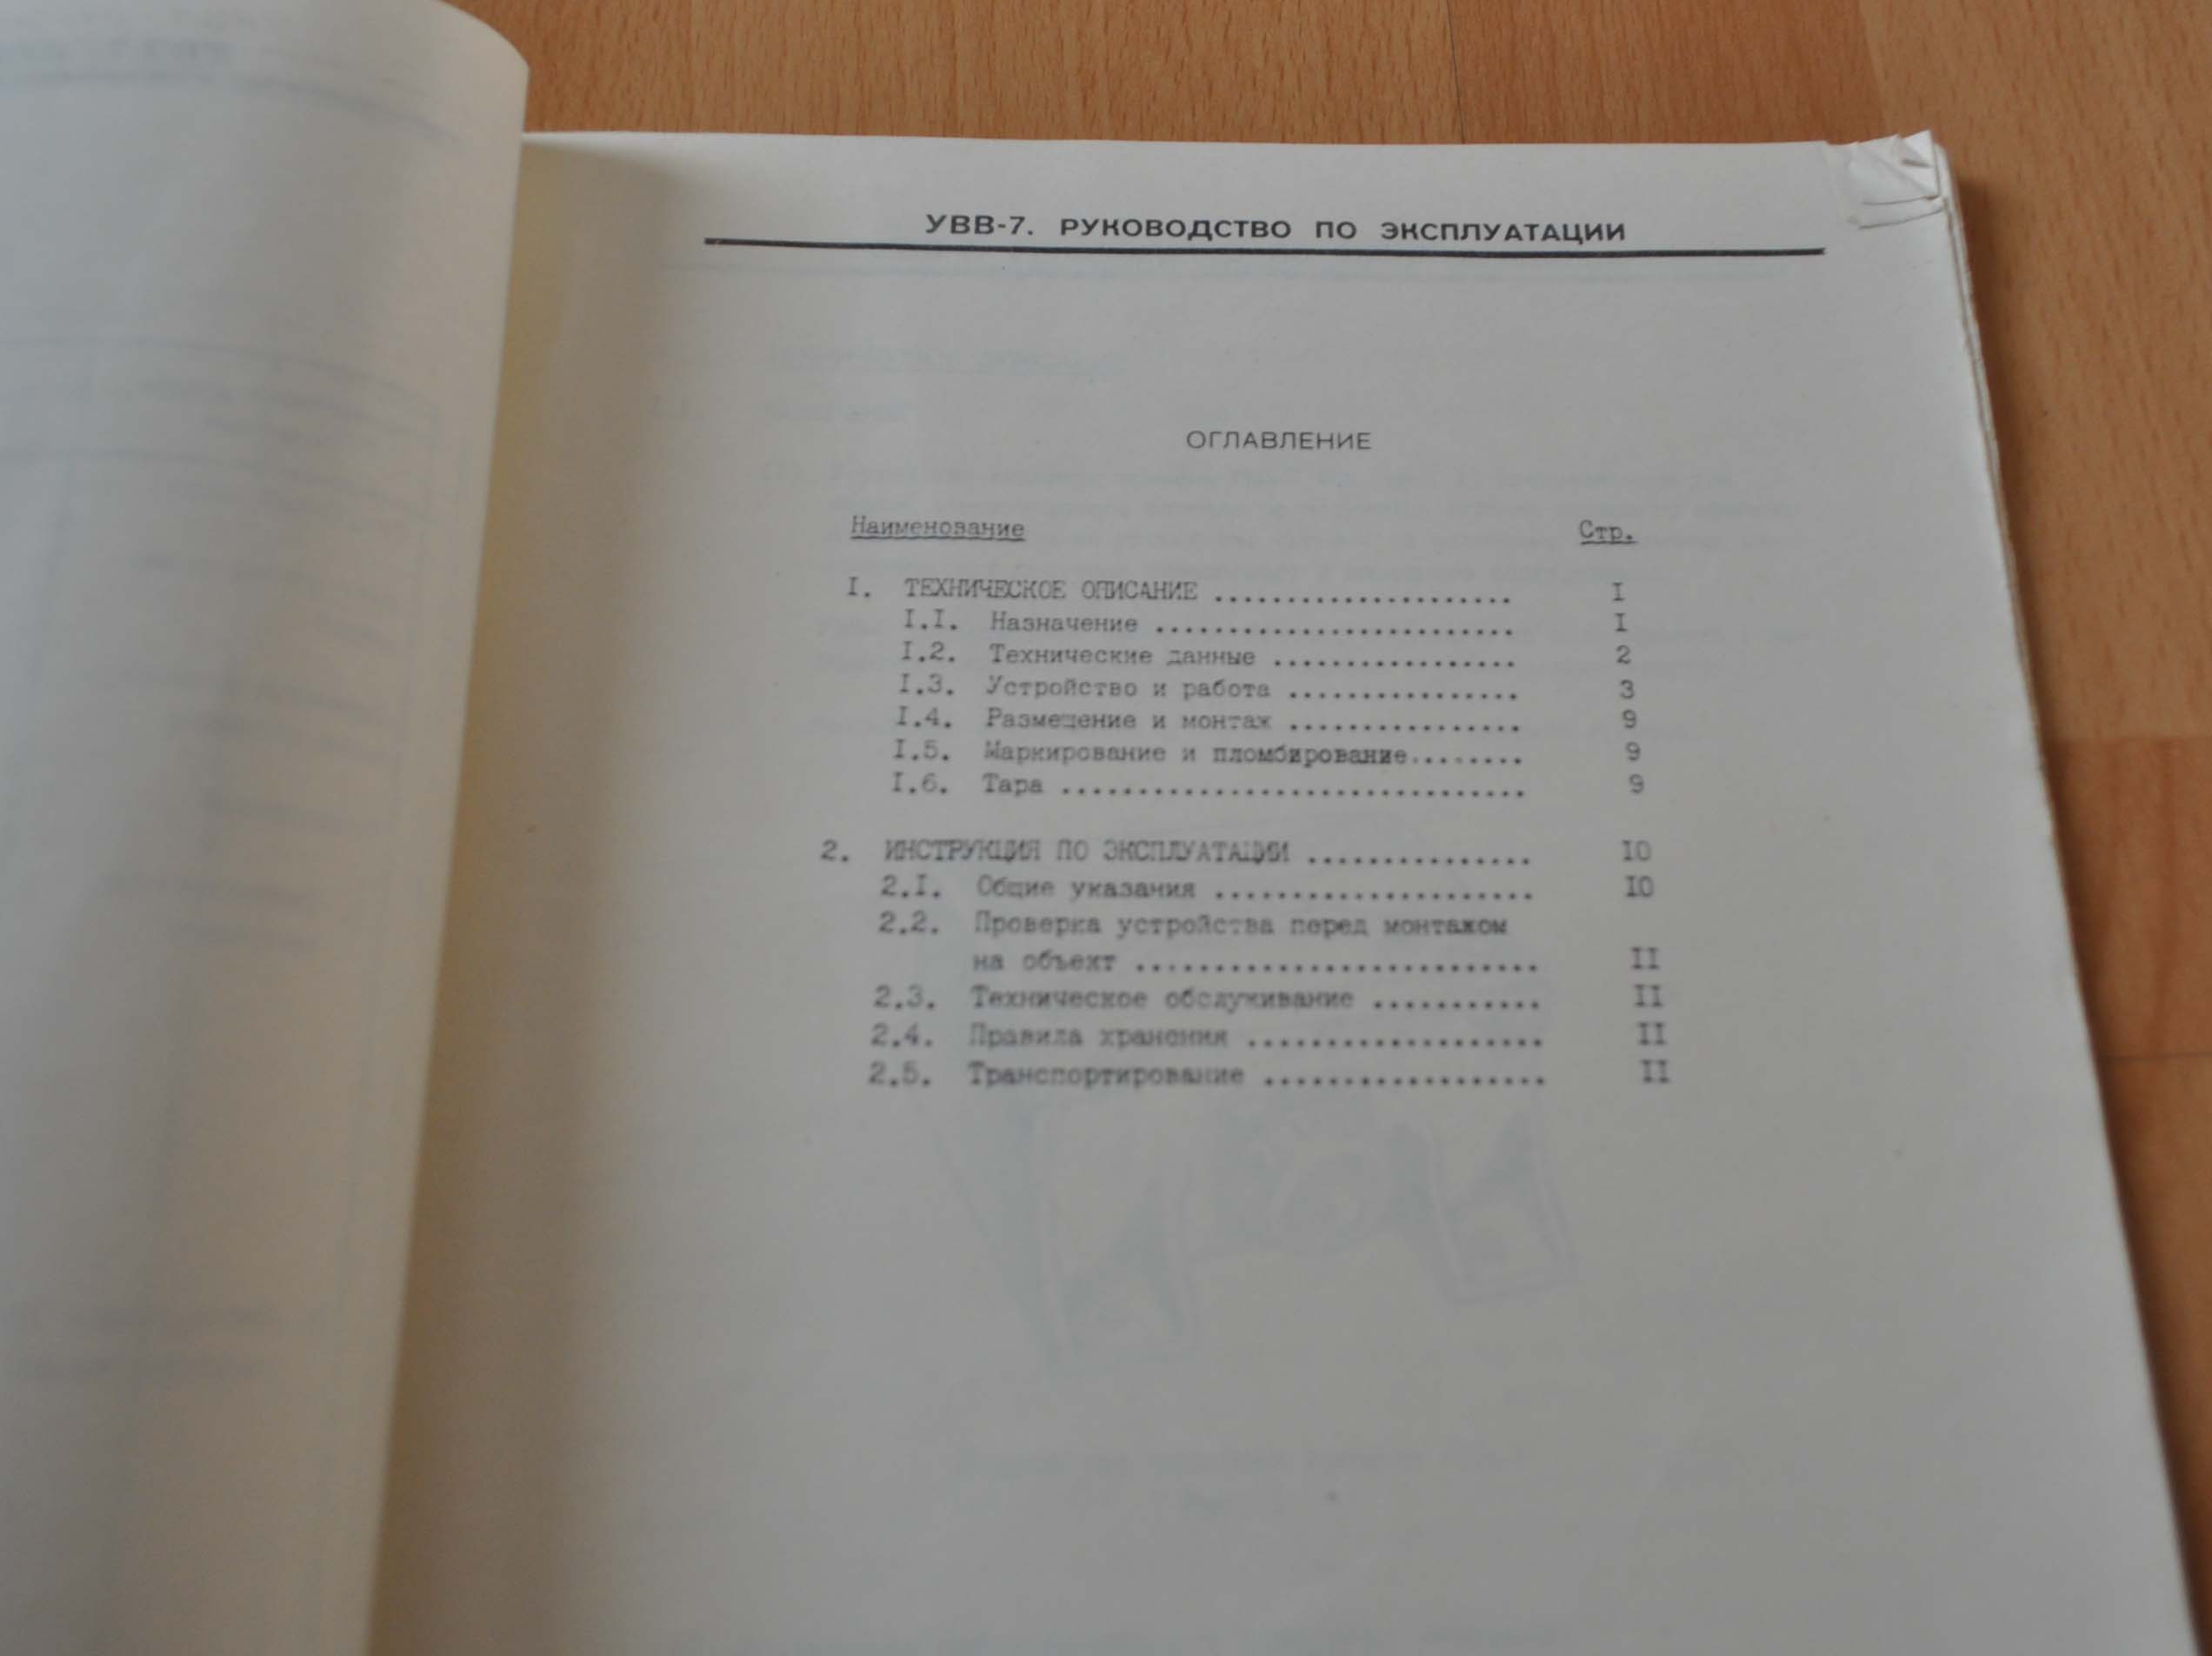 УВВ-7. РУКОВОДСТВО ПО ЭКСПЛУАТАЦИИ
ОГЛАВЛЕНИЕ
Наименование Стр.
I. ТЕХНИЧЕСКОЕ ОПИСАНИЕ ..................... I
I.I. Назначение ......................... I
I.2. Технические данные ................. 2
I.3. Устройство и работа ................ 3
I.4. Размещение и монтаж ................ 9
I.5. Маркирование и пломбирование........ 9
I.6. Тара ............................... 9
2. ИНСТРУКЦИЯ ПО ЭКСПЛУАТАЦИИ ............... IO
2.I. Общие указания ..................... IO
2.2. Проверка устройства перед монтажом
на объект .......................... II
2.3. Техническое обслуживание ........... II
2.4. Правила хранения ................... II
2.5. Транспортирование .................. II